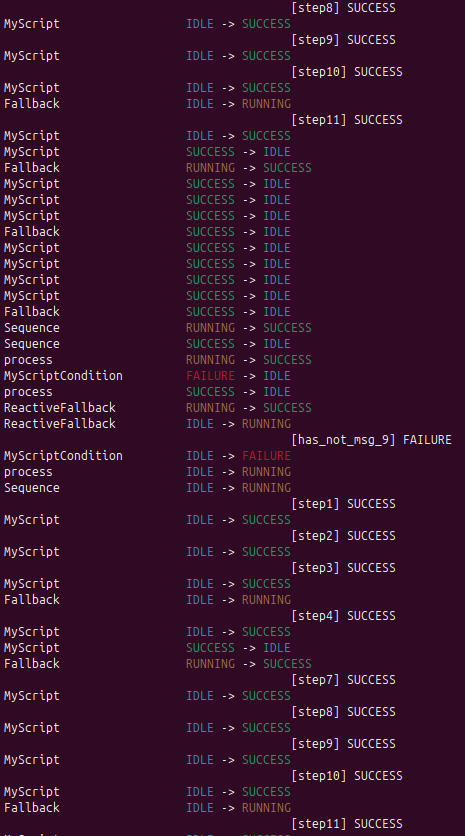 [step8] SUCCESS
MyScript IDLE -> SUCCESS
[step9] SUCCESS
MyScript IDLE -> SUCCESS
[step10] SUCCESS
MyScript IDLE -> SUCCESS
Fallback IDLE -> RUNNING
[step11] SUCCESS
MyScript IDLE -> SUCCESS
MyScript SUCCESS -> IDLE
Fallback RUNNING -> SUCCESS
MyScript SUCCESS -> IDLE
MyScript SUCCESS -> IDLE
MyScript SUCCESS -> IDLE
Fallback SUCCESS -> IDLE
MyScript SUCCESS -> IDLE
MyScript SUCCESS -> IDLE
MyScript SUCCESS -> IDLE
MyScript SUCCESS -> IDLE
Fallback SUCCESS -> IDLE
Sequence RUNNING -> SUCCESS
Sequence SUCCESS -> IDLE
process RUNNING -> SUCCESS
MyScriptCondition FAILURE -> IDLE
process SUCCESS -> IDLE
ReactiveFallback RUNNING -> SUCCESS
ReactiveFallback IDLE -> RUNNING
[has_not_msg_9] FAILURE
MyScriptCondition IDLE -> FAILURE
process IDLE -> RUNNING
Sequence IDLE -> RUNNING
[step1] SUCCESS
MyScript IDLE -> SUCCESS
[step2] SUCCESS
MyScript IDLE -> SUCCESS
[step3] SUCCESS
MyScript IDLE -> SUCCESS
Fallback IDLE -> RUNNING
[step4] SUCCESS
MyScript IDLE -> SUCCESS
MyScript SUCCESS -> IDLE
Fallback RUNNING -> SUCCESS
[step7] SUCCESS
MyScript IDLE -> SUCCESS
[step8] SUCCESS
MyScript IDLE -> SUCCESS
[step9] SUCCESS
MyScript IDLE -> SUCCESS
[step10] SUCCESS
MyScript IDLE -> SUCCESS
Fallback IDLE -> RUNNING
[step11] SUCCESS